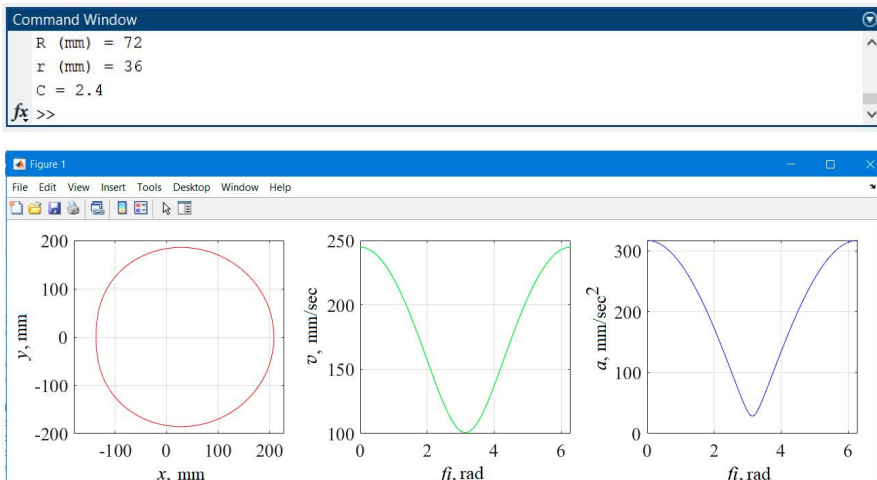 Command Window
R (mm) = 72
r (mm) = 36
C = 2.4
fx >>
Figure 1
File Edit View Insert Tools Desktop Window Help
200
100
0
-100
-200
-100 0 100 200
y, mm
x, mm
250
200
150
100
0 2 4 6
v, mm/sec
fi, rad
300
200
100
0
0 2 4 6
a, mm/sec²
fi, rad